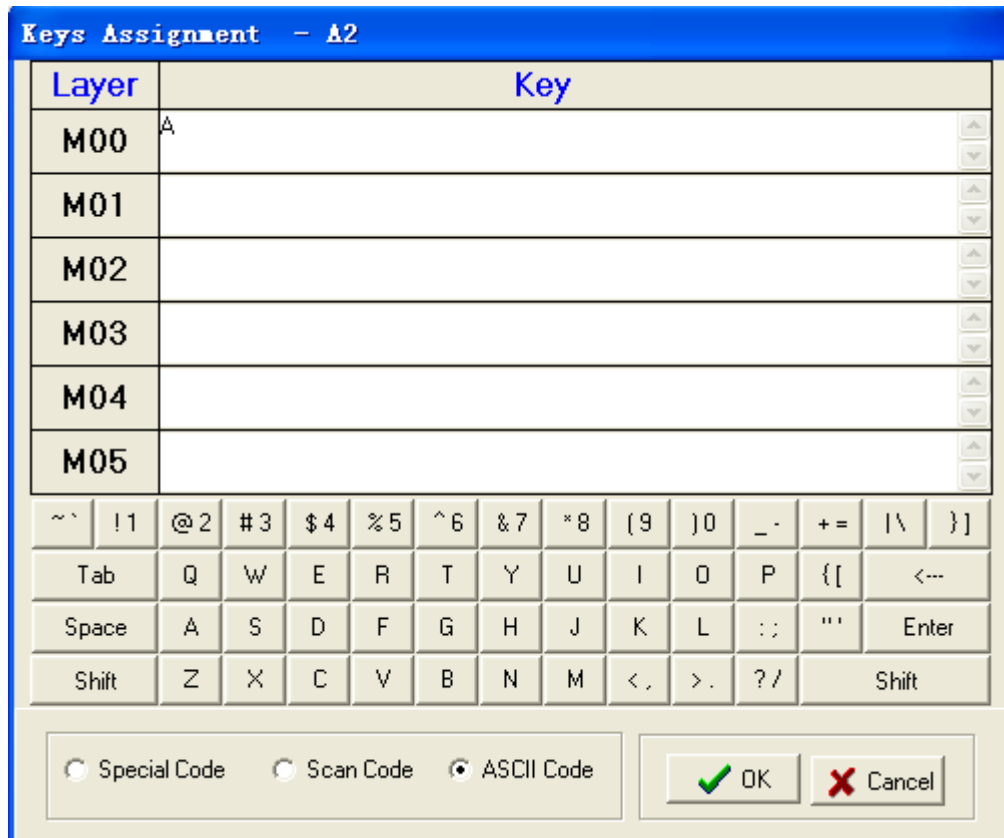 Keys Assignment - A2
Layer Key
M00 A
M01
M02
M03
M04
M05
~ ` ! 1 @ 2 # 3 $ 4 % 5 ^ 6 & 7 * 8 ( 9 ) 0 _ - + = | \ } ]
Tab Q W E R T Y U I O P { [ <---
Space A S D F G H J K L : ; " ' Enter
Shift Z X C V B N M < , > . ? / Shift
Special Code Scan Code ASCII Code OK Cancel